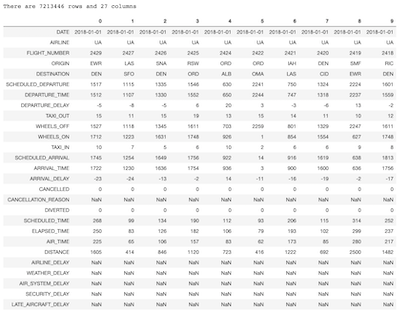 There are 7213446 rows and 27 columns
0 1 2 3 4 5 6 7 8 9
DATE 2018-01-01 2018-01-01 2018-01-01 2018-01-01 2018-01-01 2018-01-01 2018-01-01 2018-01-01 2018-01-01 2018-01-01
AIRLINE UA UA UA UA UA UA UA UA UA UA
FLIGHT_NUMBER 2429 2427 2426 2425 2424 2422 2421 2420 2419 2418
ORIGIN EWR LAS SNA RSW ORD ORD IAH DEN SMF RIC
DESTINATION DEN SFO DEN ORD ALB OMA LAS CID EWR DEN
SCHEDULED_DEPARTURE 1517 1115 1335 1546 630 2241 750 1324 2224 1601
DEPARTURE_TIME 1512 1107 1330 1552 650 2244 747 1318 2237 1559
DEPARTURE_DELAY -5 -8 -5 6 20 3 -3 -6 13 -2
TAXI_OUT 15 11 15 19 13 15 14 11 10 12
WHEELS_OFF 1527 1118 1345 1811 703 2259 801 1329 2247 1611
WHEELS_ON 1712 1223 1631 1748 926 1 854 1554 627 1748
TAXI_IN 10 7 5 6 10 2 6 6 9 8
SCHEDULED_ARRIVAL 1745 1254 1649 1756 922 14 916 1619 638 1813
ARRIVAL_TIME 1722 1230 1636 1754 936 3 900 1600 636 1756
ARRIVAL_DELAY -23 -24 -13 -2 14 -11 -16 -19 -2 -17
CANCELLED 0 0 0 0 0 0 0 0 0 0
CANCELLATION_REASON NaN NaN NaN NaN NaN NaN NaN NaN NaN NaN
DIVERTED 0 0 0 0 0 0 0 0 0 0
SCHEDULED_TIME 268 99 134 190 112 93 206 115 314 252
ELAPSED_TIME 250 83 126 182 106 79 193 102 299 237
AIR_TIME 225 65 106 157 83 62 173 85 280 217
DISTANCE 1605 414 846 1120 723 416 1222 692 2500 1482
AIRLINE_DELAY NaN NaN NaN NaN NaN NaN NaN NaN NaN NaN
WEATHER_DELAY NaN NaN NaN NaN NaN NaN NaN NaN NaN NaN
AIR_SYSTEM_DELAY NaN NaN NaN NaN NaN NaN NaN NaN NaN NaN
SECURITY_DELAY NaN NaN NaN NaN NaN NaN NaN NaN NaN NaN
LATE_AIRCRAFT_DELAY NaN NaN NaN NaN NaN NaN NaN NaN NaN NaN